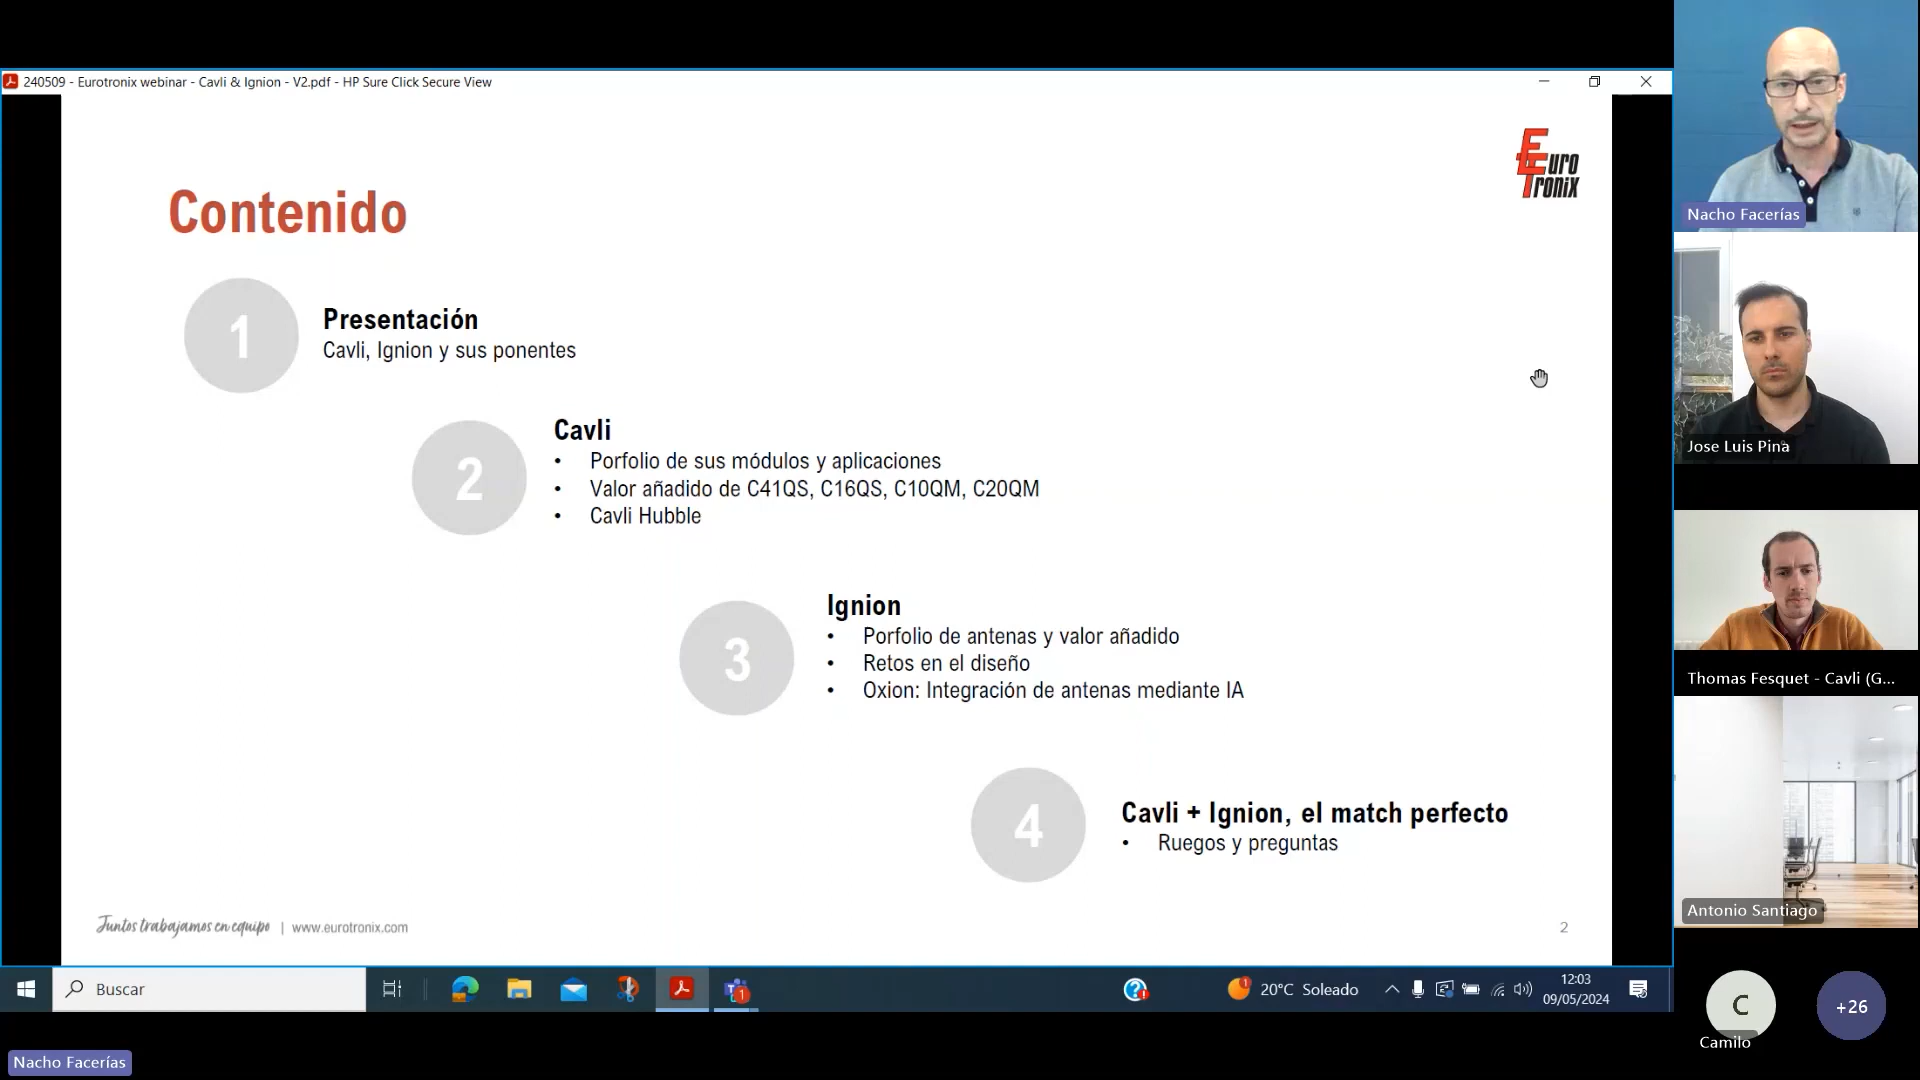 240509 - Eurotronix webinar - Cavli & Ignion - V2.pdf - HP Sure Click Secure View
Euro
Tronix
Contenido
1
Presentación
Cavli, Ignion y sus ponentes
2
Cavli
• Porfolio de sus módulos y aplicaciones
• Valor añadido de C41QS, C16QS, C10QM, C20QM
• Cavli Hubble
3
Ignion
• Porfolio de antenas y valor añadido
• Retos en el diseño
• Oxion: Integración de antenas mediante IA
4
Cavli + Ignion, el match perfecto
• Ruegos y preguntas
Juntos trabajamos en equipo | www.eurotronix.com
2
Buscar
20°C Soleado
12:03
09/05/2024
Nacho Facerías
Nacho Facerías
Jose Luis Pina
Thomas Fesquet - Cavli (G...
Antonio Santiago
C
Camilo
+26